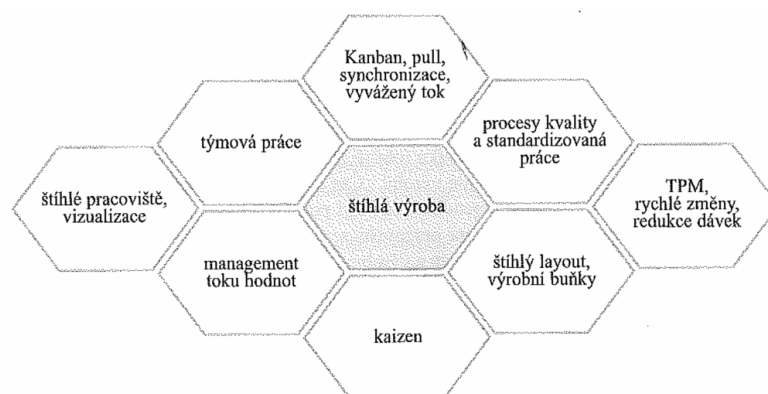 Kanban, pull,
synchronizace,
vyvážený tok
týmová práce
procesy kvality
a standardizovaná
práce
štíhlé pracoviště,
vizualizace
štíhlá výroba
TPM,
rychlé změny,
redukce dávek
management
toku hodnot
štíhlý layout,
výrobní buňky
kaizen